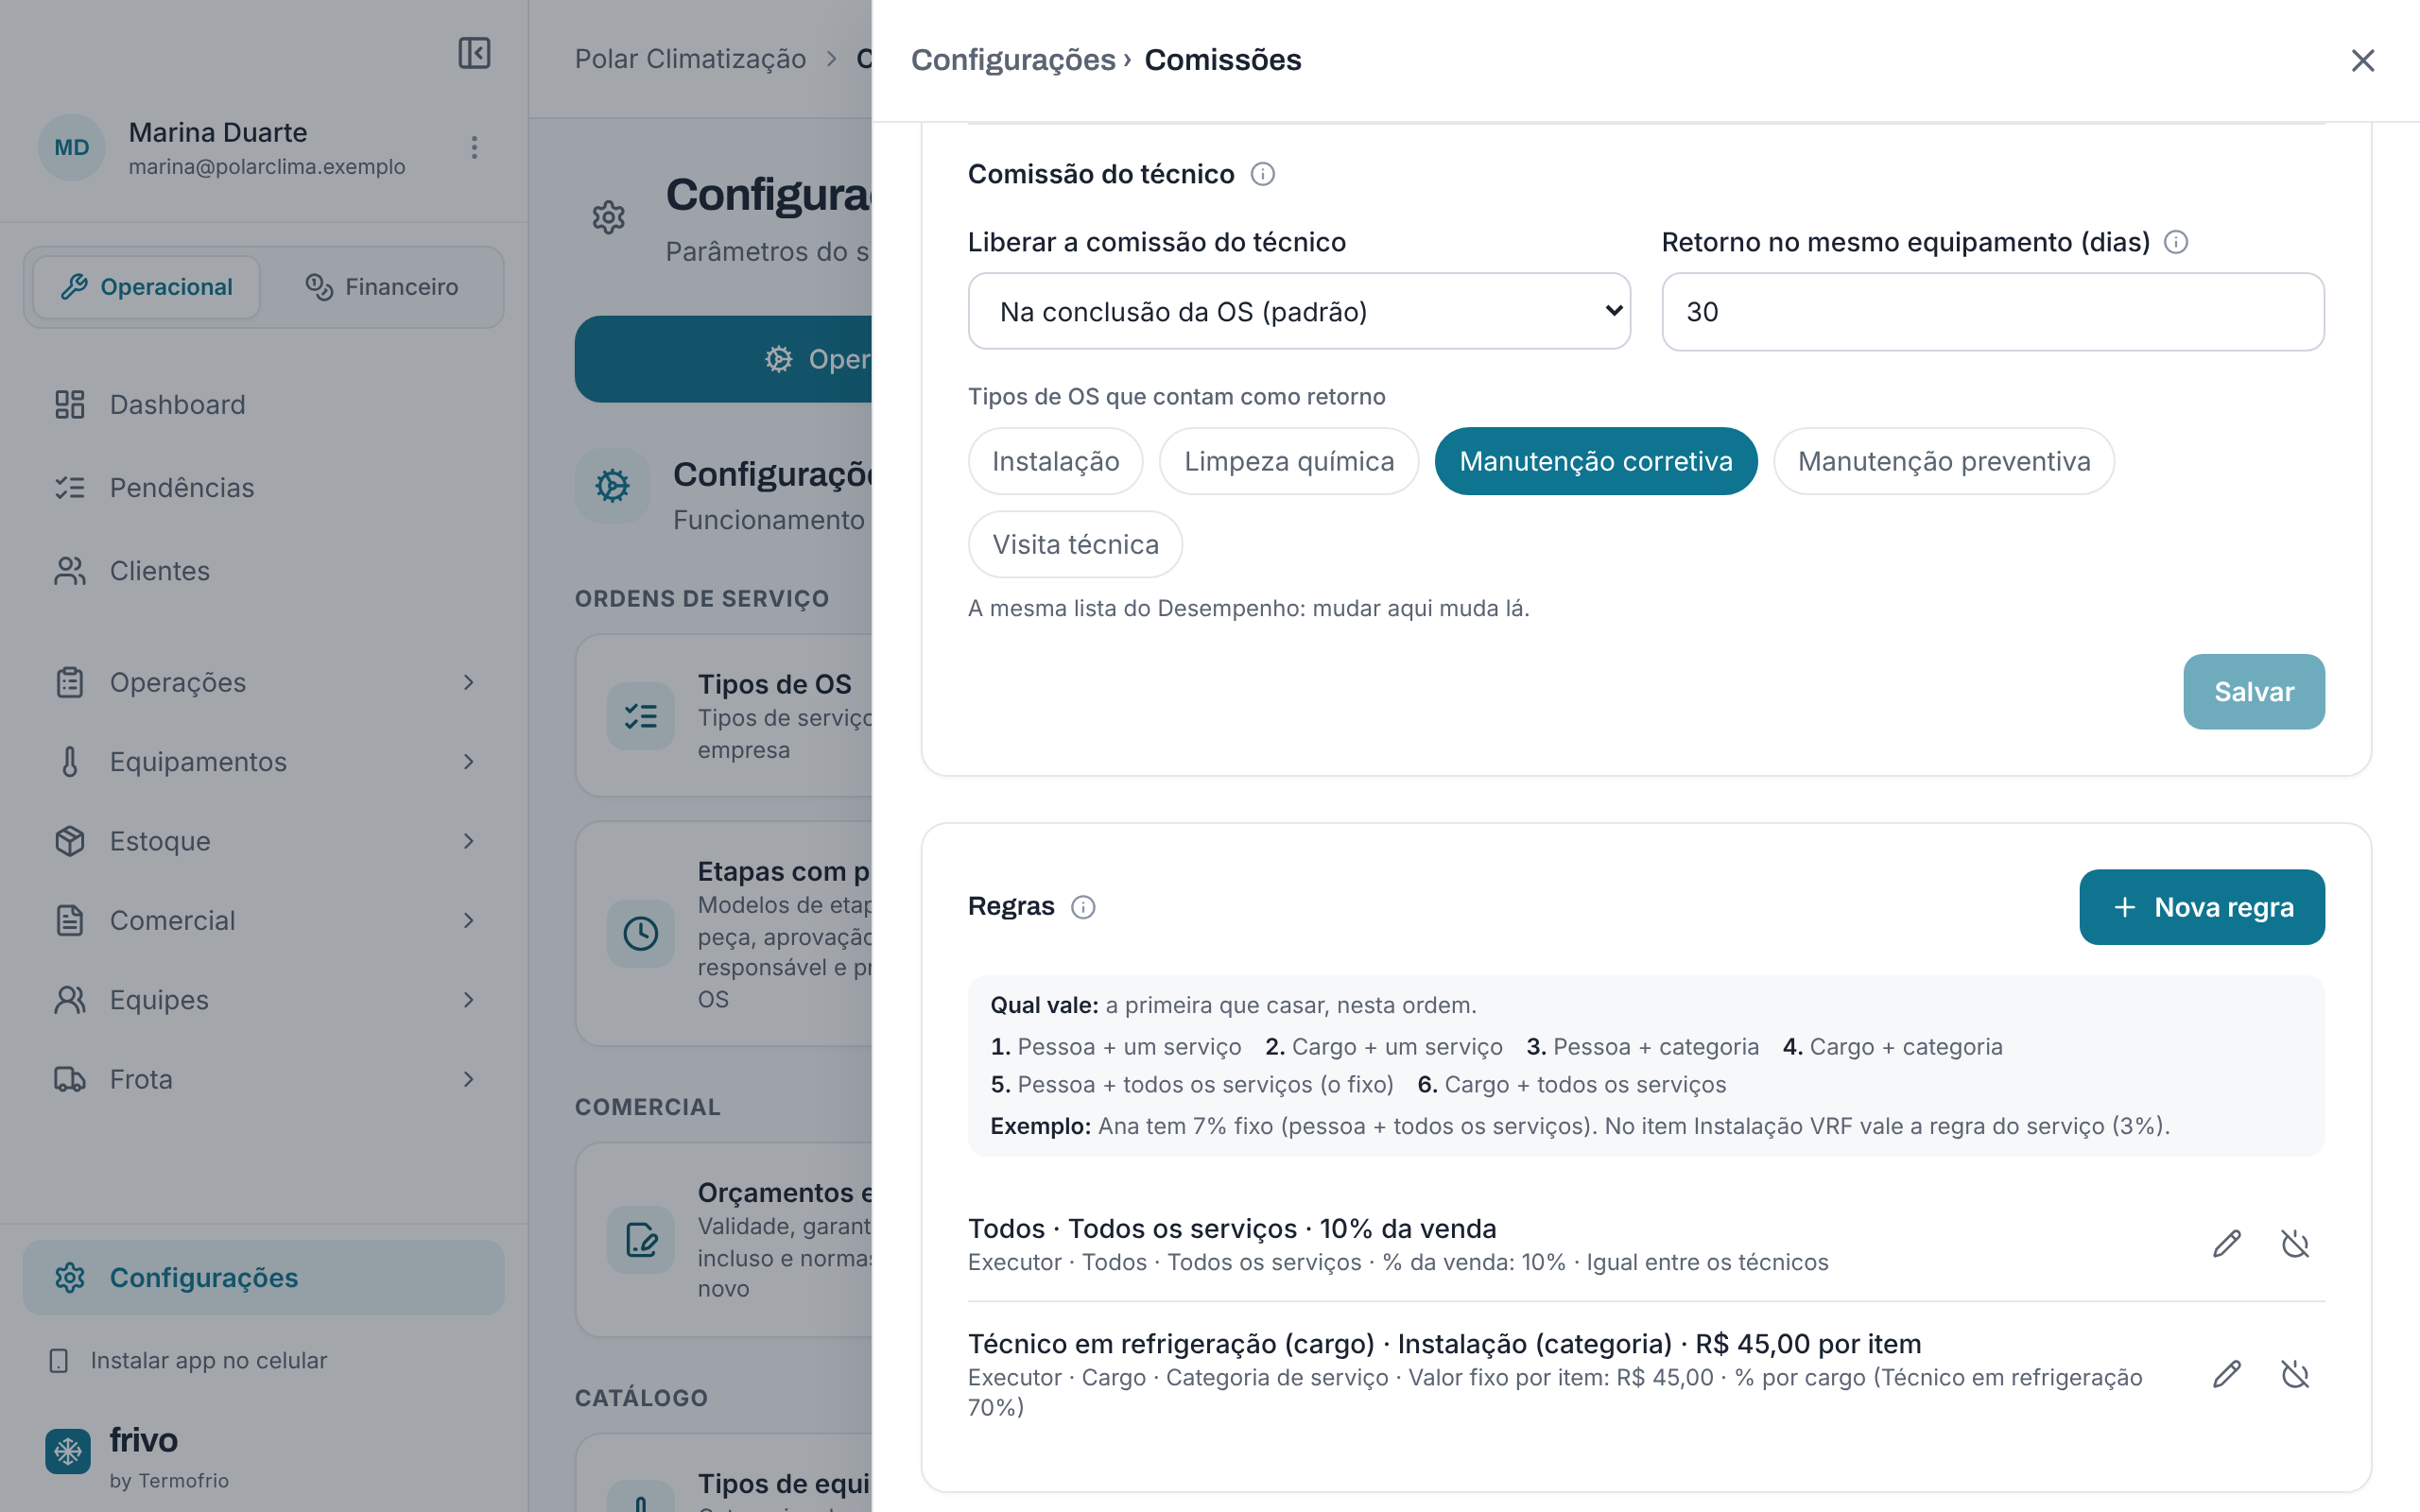 MD
Marina Duarte
marina@polarclima.exemplo
Operacional
Financeiro
Dashboard
Pendências
Clientes
Operações
Equipamentos
Estoque
Comercial
Equipes
Frota
Configurações
Instalar app no celular
frivo
by Termofrio
Polar Climatização > C
Configura
Parâmetros do s
Oper
Configuraçõ
Funcionamento
ORDENS DE SERVIÇO
Tipos de OS
Tipos de serviço
empresa
Etapas com p
Modelos de etap
peça, aprovação
responsável e pr
OS
COMERCIAL
Orçamentos e
Validade, garant
incluso e normas
novo
CATÁLOGO
Tipos de equi
Configurações › Comissões
Comissão do técnico
Liberar a comissão do técnico
Na conclusão da OS (padrão)
Retorno no mesmo equipamento (dias)
30
Tipos de OS que contam como retorno
Instalação
Limpeza química
Manutenção corretiva
Manutenção preventiva
Visita técnica
A mesma lista do Desempenho: mudar aqui muda lá.
Salvar
Regras
+ Nova regra
Qual vale: a primeira que casar, nesta ordem.
1. Pessoa + um serviço 2. Cargo + um serviço 3. Pessoa + categoria 4. Cargo + categoria
5. Pessoa + todos os serviços (o fixo) 6. Cargo + todos os serviços
Exemplo: Ana tem 7% fixo (pessoa + todos os serviços). No item Instalação VRF vale a regra do serviço (3%).
Todos · Todos os serviços · 10% da venda
Executor · Todos · Todos os serviços · % da venda: 10% · Igual entre os técnicos
Técnico em refrigeração (cargo) · Instalação (categoria) · R$ 45,00 por item
Executor · Cargo · Categoria de serviço · Valor fixo por item: R$ 45,00 · % por cargo (Técnico em refrigeração
70%)